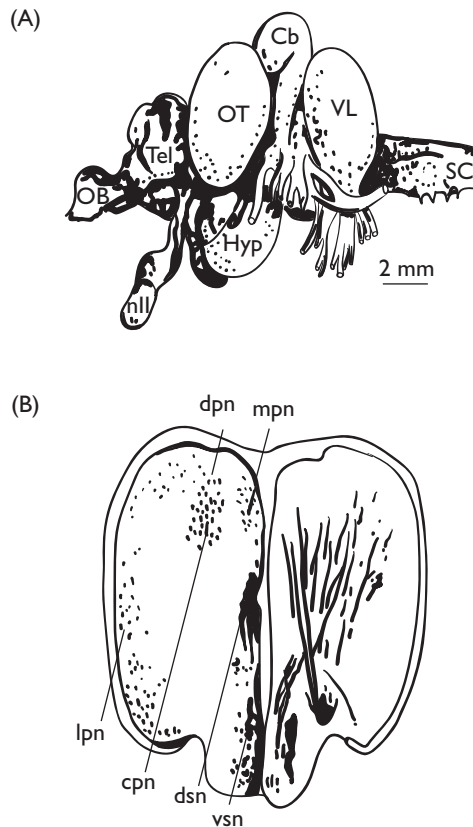 (A)
Cb
OT
VL
Tel
SC
OB
Hyp
nII
2 mm
(B)
dpn
mpn
lpn
cpn
dsn
vsn